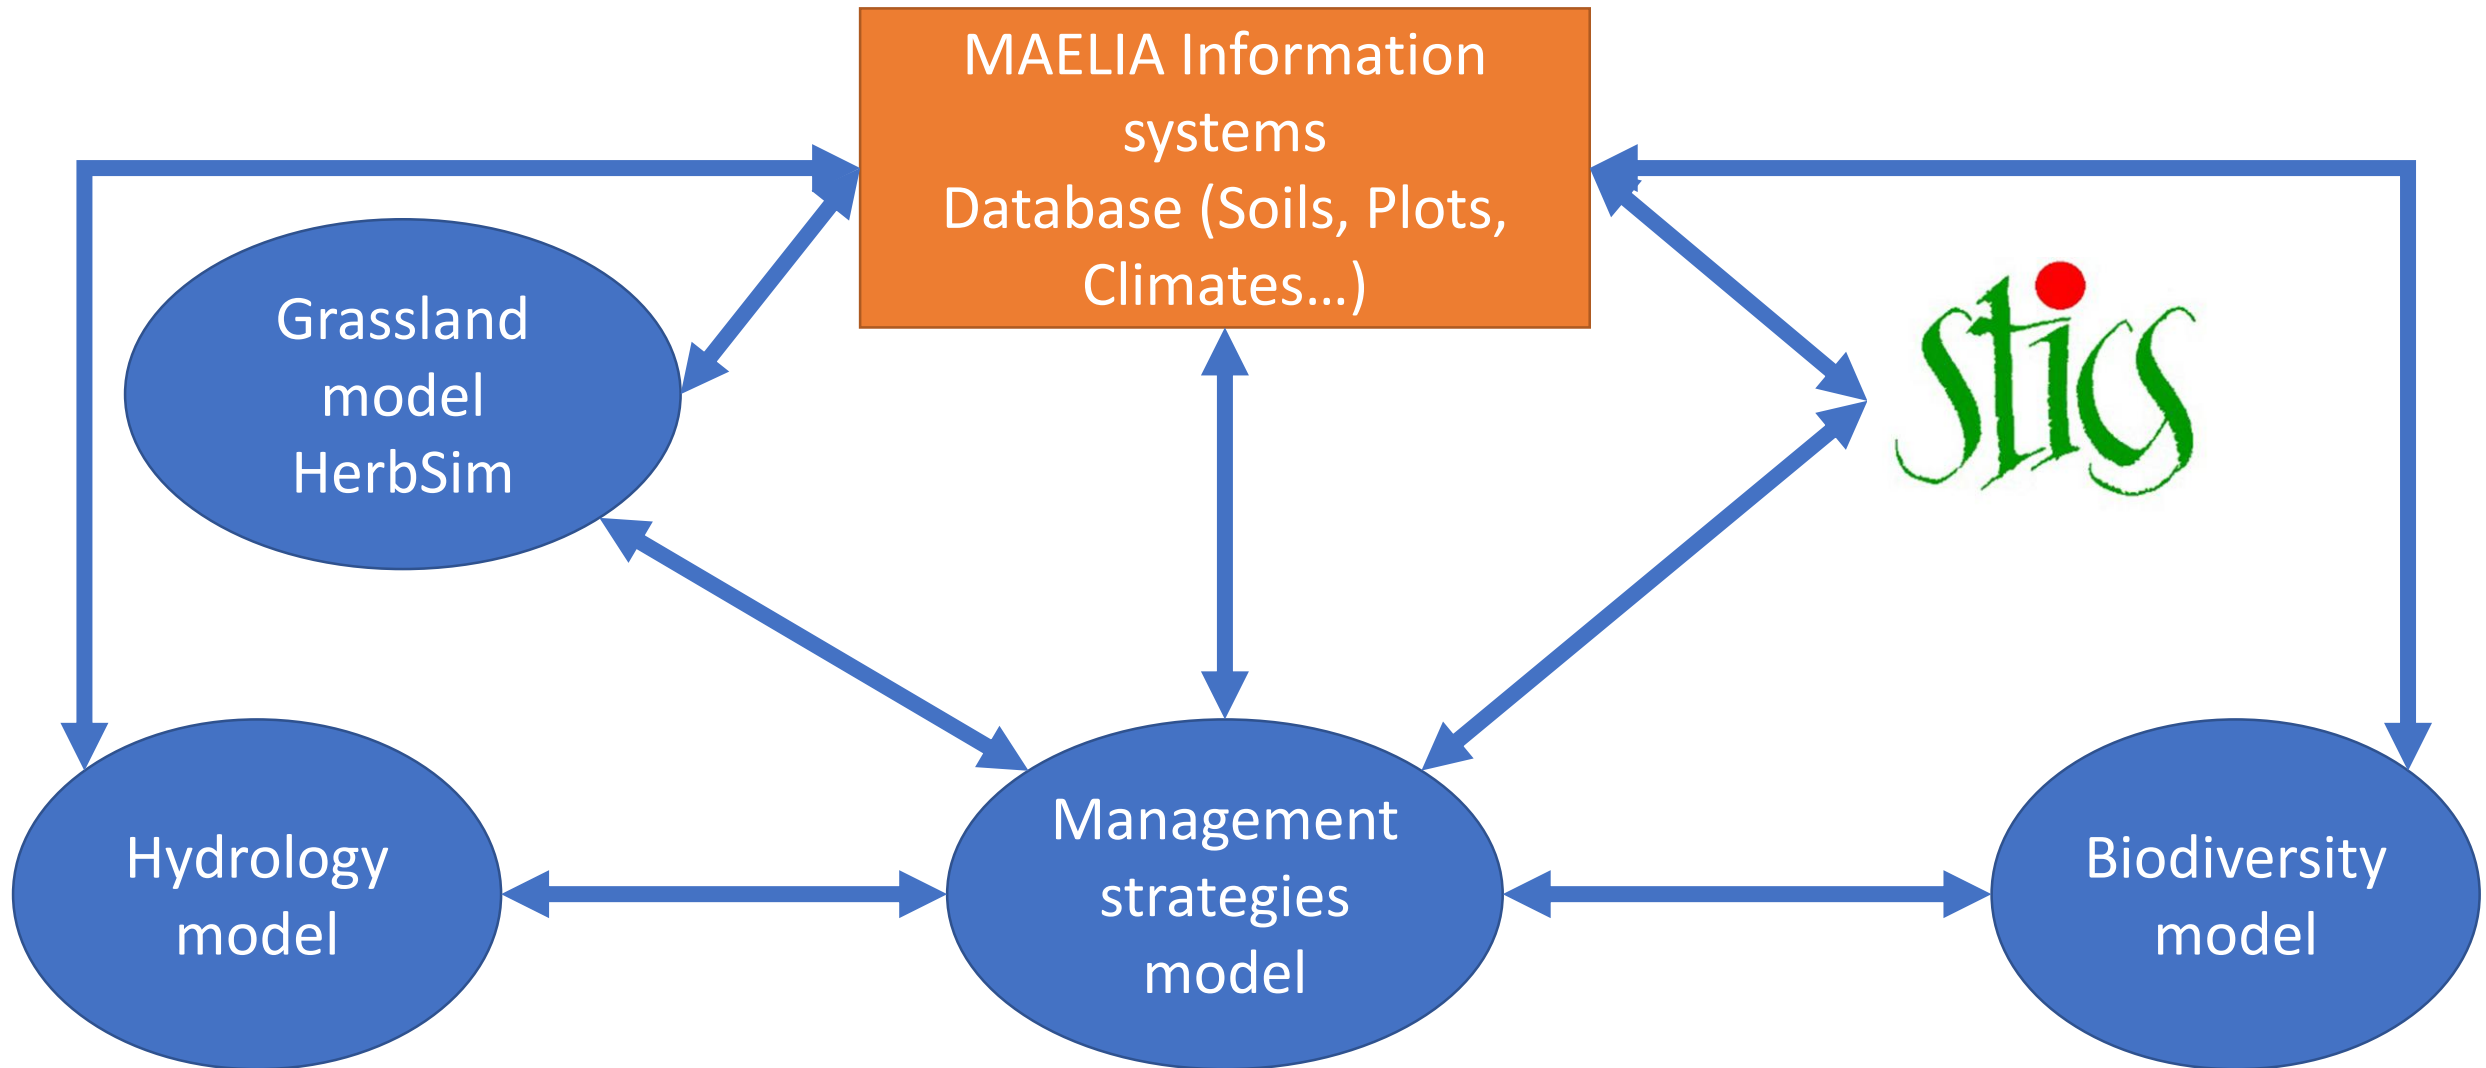 MAELIA Information
systems
Database (Soils, Plots,
Climates...)
Grassland
model
HerbSim
stics
Hydrology
model
Management
strategies
model
Biodiversity
model